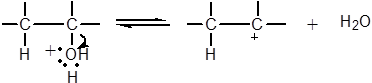 C C C C + H₂O
H + OH H +
H